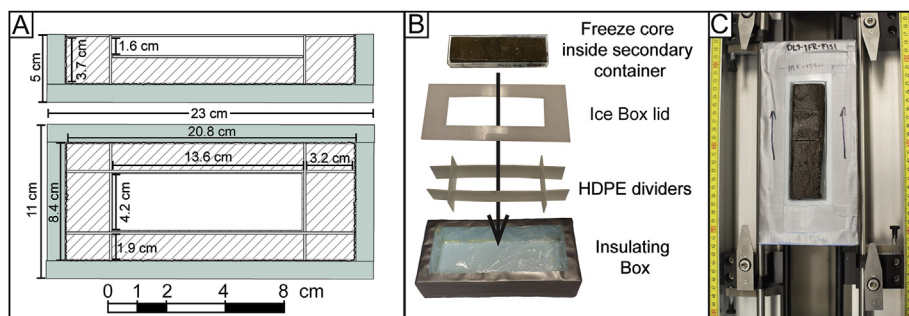 A
1.6 cm
3.7 cm
5 cm
23 cm
20.8 cm
13.6 cm
3.2 cm
11 cm
8.4 cm
4.2 cm
1.9 cm
0 1 2 4 8 cm
B
Freeze core
inside secondary
container
Ice Box lid
HDPE dividers
Insulating
Box
C